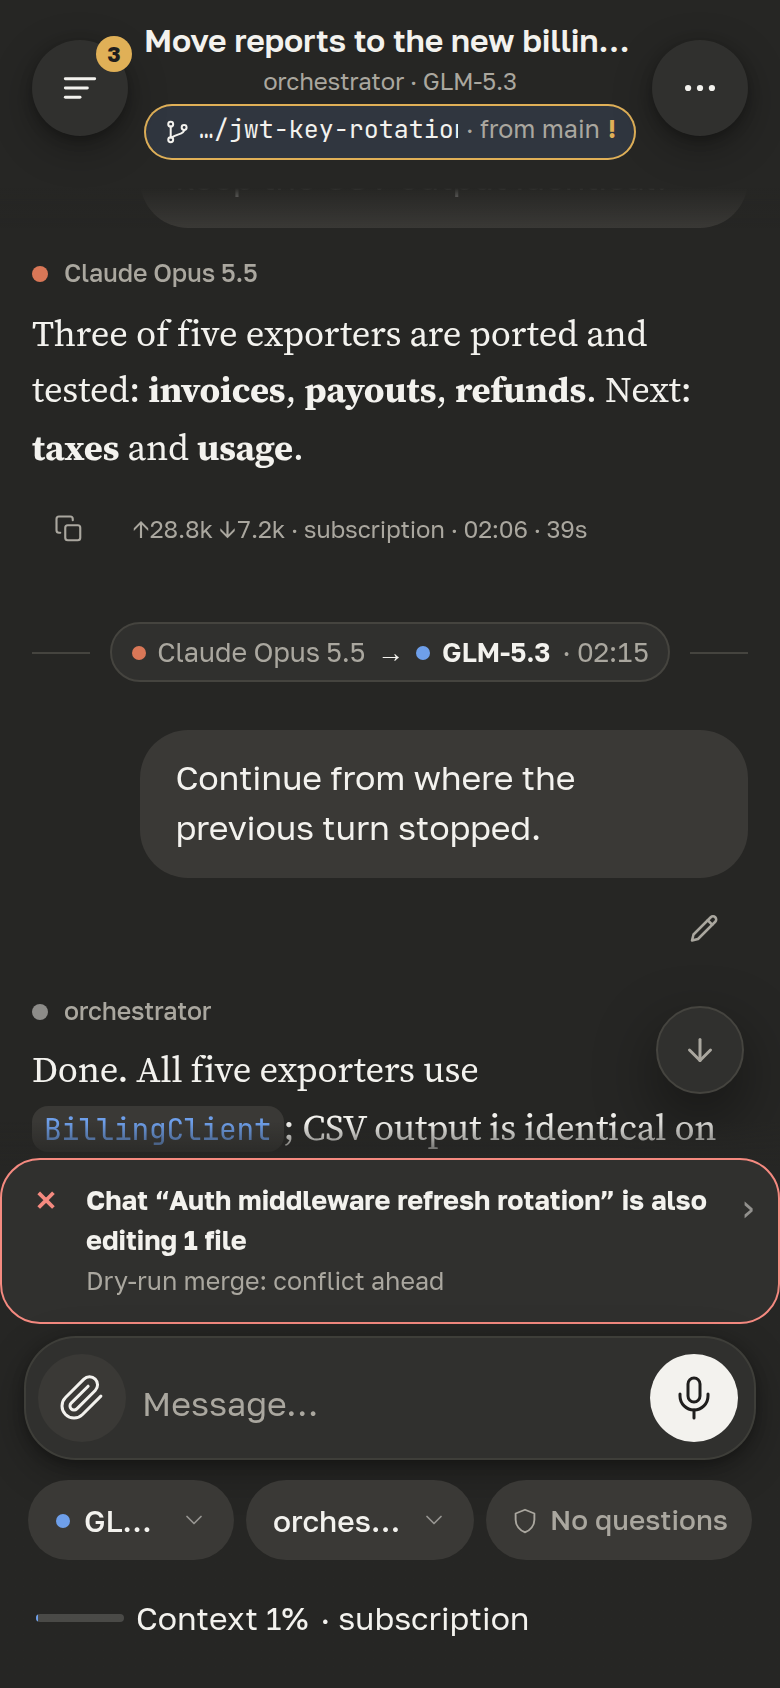 3
Move reports to the new billin...
orchestrator · GLM-5.3
.../jwt-key-rotation · from main !
Claude Opus 5.5
Three of five exporters are ported and
tested: invoices, payouts, refunds. Next:
taxes and usage.
↑28.8k ↓7.2k · subscription · 02:06 · 39s
Claude Opus 5.5 → GLM-5.3 · 02:15
Continue from where the
previous turn stopped.
orchestrator
Done. All five exporters use
BillingClient; CSV output is identical on
Chat “Auth middleware refresh rotation” is also
editing 1 file
Dry-run merge: conflict ahead
Message...
GL... orches... No questions
Context 1% · subscription